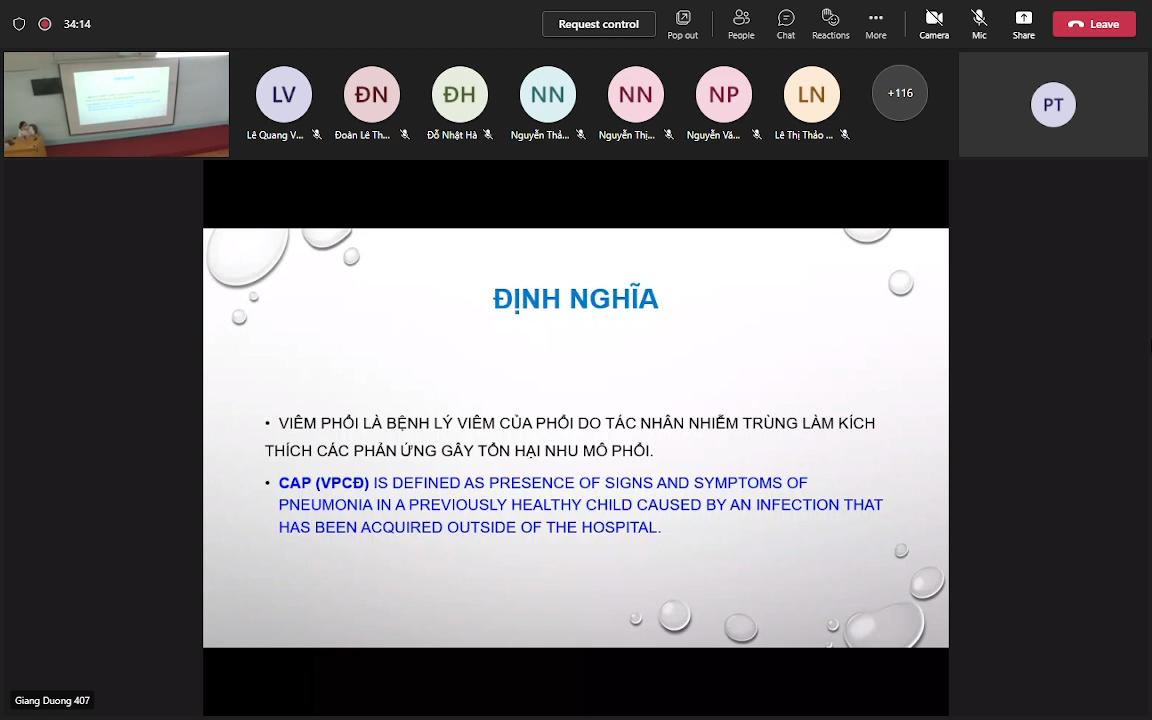 34:14
Request control
Pop out
People
Chat
Reactions
More
Camera
Mic
Share
Leave
LV
ĐN
ĐH
NN
NN
NP
LN
+116
PT
Lê Quang V...
Đoàn Lê Th...
Đỗ Nhật Hà
Nguyễn Thả...
Nguyễn Thị...
Nguyễn Vă...
Lê Thị Thảo ...
ĐỊNH NGHĨA
• VIÊM PHỔI LÀ BỆNH LÝ VIÊM CỦA PHỔI DO TÁC NHÂN NHIỄM TRÙNG LÀM KÍCH
THÍCH CÁC PHẢN ỨNG GÂY TỔN HẠI NHU MÔ PHỔI.
• CAP (VPCĐ) IS DEFINED AS PRESENCE OF SIGNS AND SYMPTOMS OF
PNEUMONIA IN A PREVIOUSLY HEALTHY CHILD CAUSED BY AN INFECTION THAT
HAS BEEN ACQUIRED OUTSIDE OF THE HOSPITAL.
Giang Duong 407